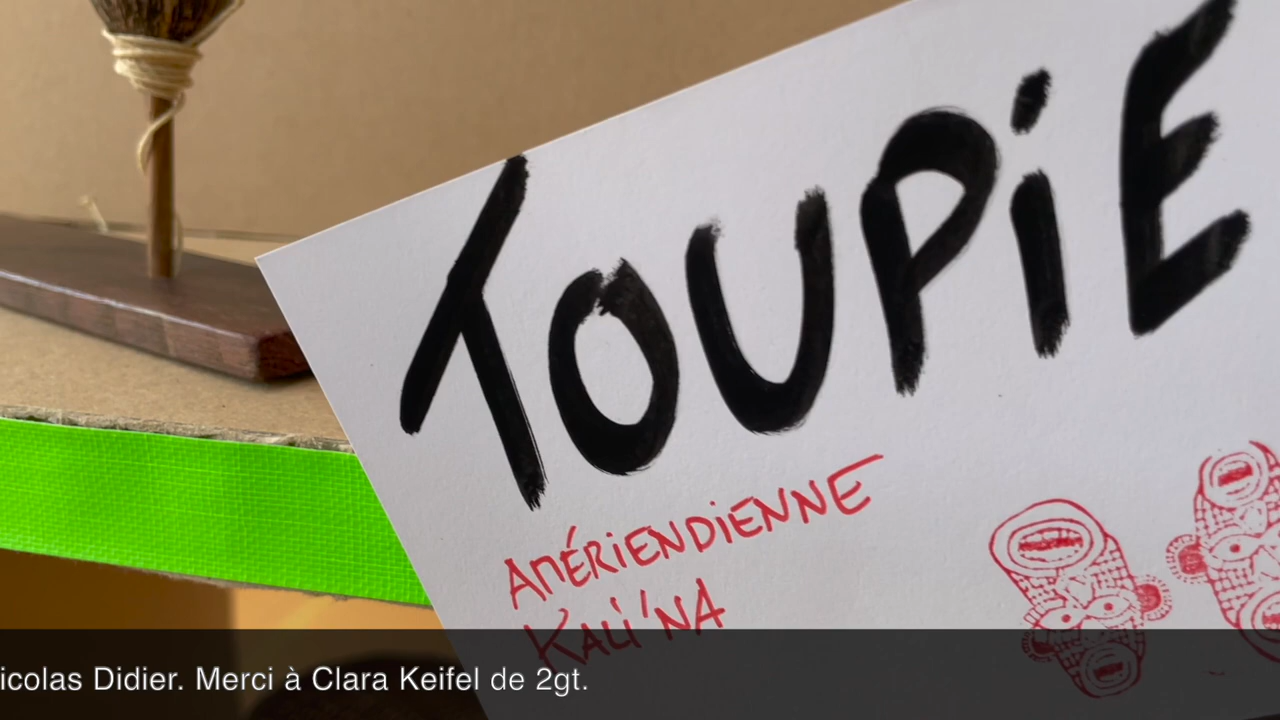 TOUPiE
AMÉRiENDiENNE
KALi'NA
icolas Didier. Merci à Clara Keifel de 2gt.